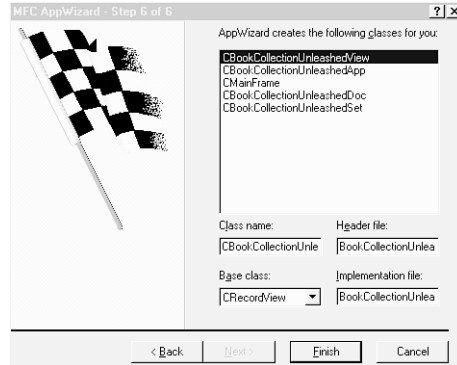 MFC AppWizard - Step 6 of 6
AppWizard creates the following classes for you:
CBookCollectionUnleashedView
CBookCollectionUnleashedApp
CMainFrame
CBookCollectionUnleashedDoc
CBookCollectionUnleashedSet
Class name: Header file:
CBookCollectionUnle BookCollectionUnlea
Base class: Implementation file:
CRecordView BookCollectionUnlea
< Back Next > Finish Cancel